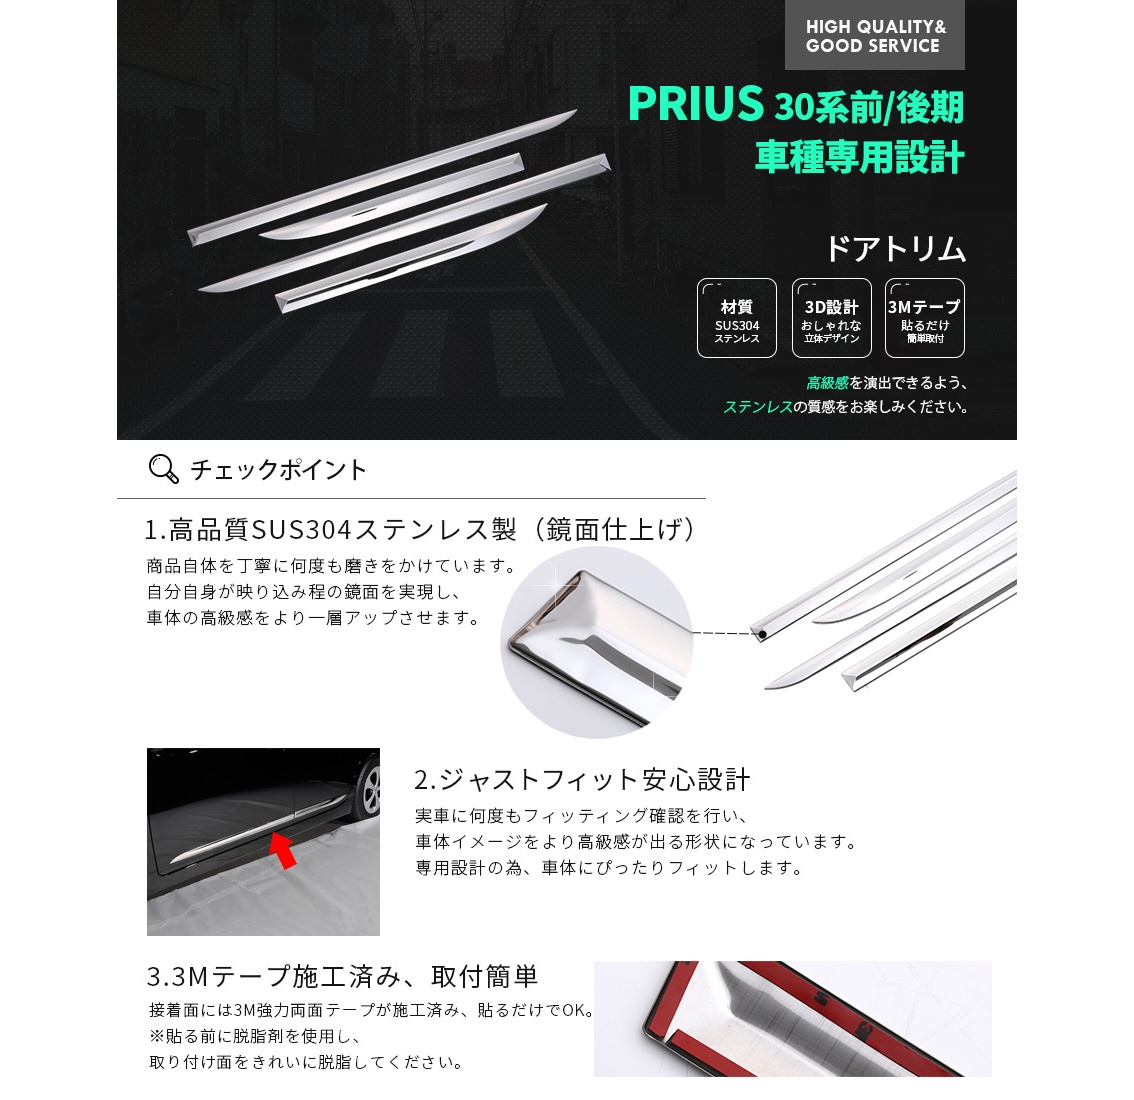 HIGH QUALITY&
GOOD SERVICE
PRIUS 30系前/後期
車種専用設計
ドアトリム
材質
SUS304
ステンレス
3D設計
おしゃれな
立体デザイン
3Mテープ
貼るだけ
簡単取付
高級感を演出できるよう、
ステンレスの質感をお楽しみください。
チェックポイント
1.高品質SUS304ステンレス製（鏡面仕上げ）
商品自体を丁寧に何度も磨きをかけています。
自分自身が映り込み程の鏡面を実現し、
車体の高級感をより一層アップさせます。
2.ジャストフィット安心設計
実車に何度もフィッティング確認を行い、
車体イメージをより高級感が出る形状になっています。
専用設計の為、車体にぴったりフィットします。
3.3Mテープ施工済み、取付簡単
接着面には3M強力両面テープが施工済み、貼るだけでOK。
※貼る前に脱脂剤を使用し、
取り付け面をきれいに脱脂してください。